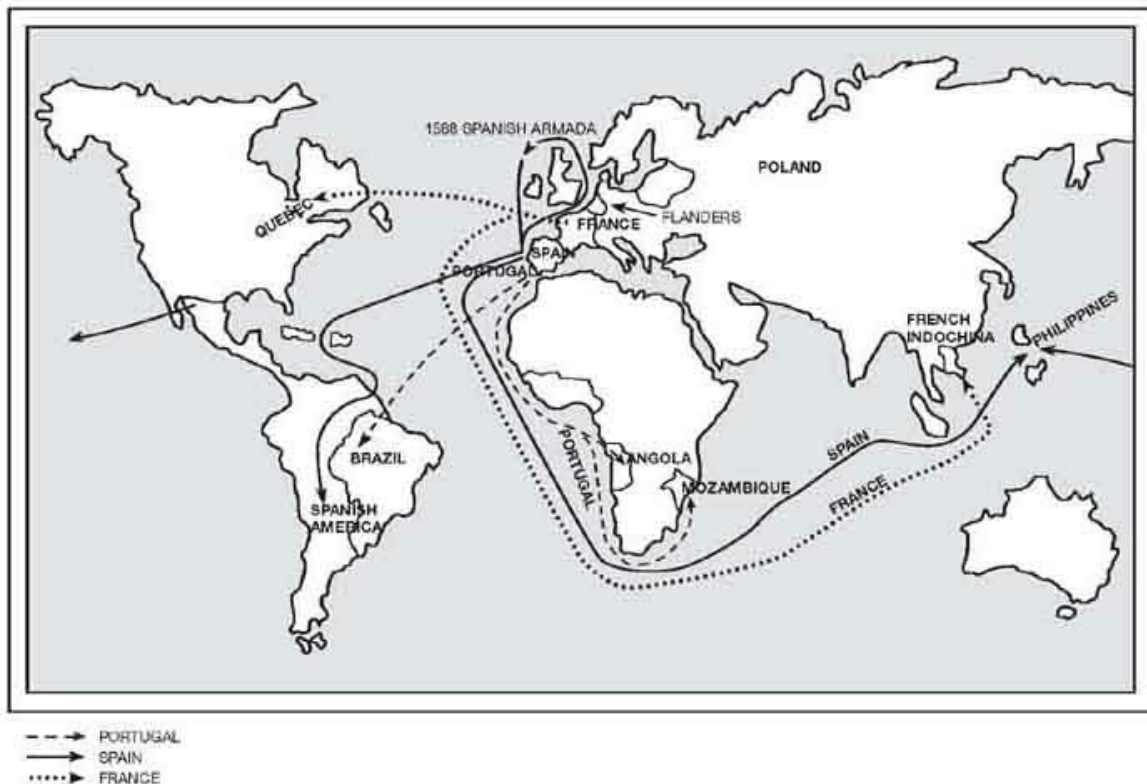 1588 SPANISH ARMADA
POLAND
QUEBEC
FLANDERS
FRANCE
SPAIN
PORTUGAL
FRENCH
INDOCHINA
PHILIPPINES
BRAZIL
PORTUGAL
ANGOLA
SPAIN
MOZAMBIQUE
FRANCE
SPANISH
AMERICA
PORTUGAL
SPAIN
FRANCE